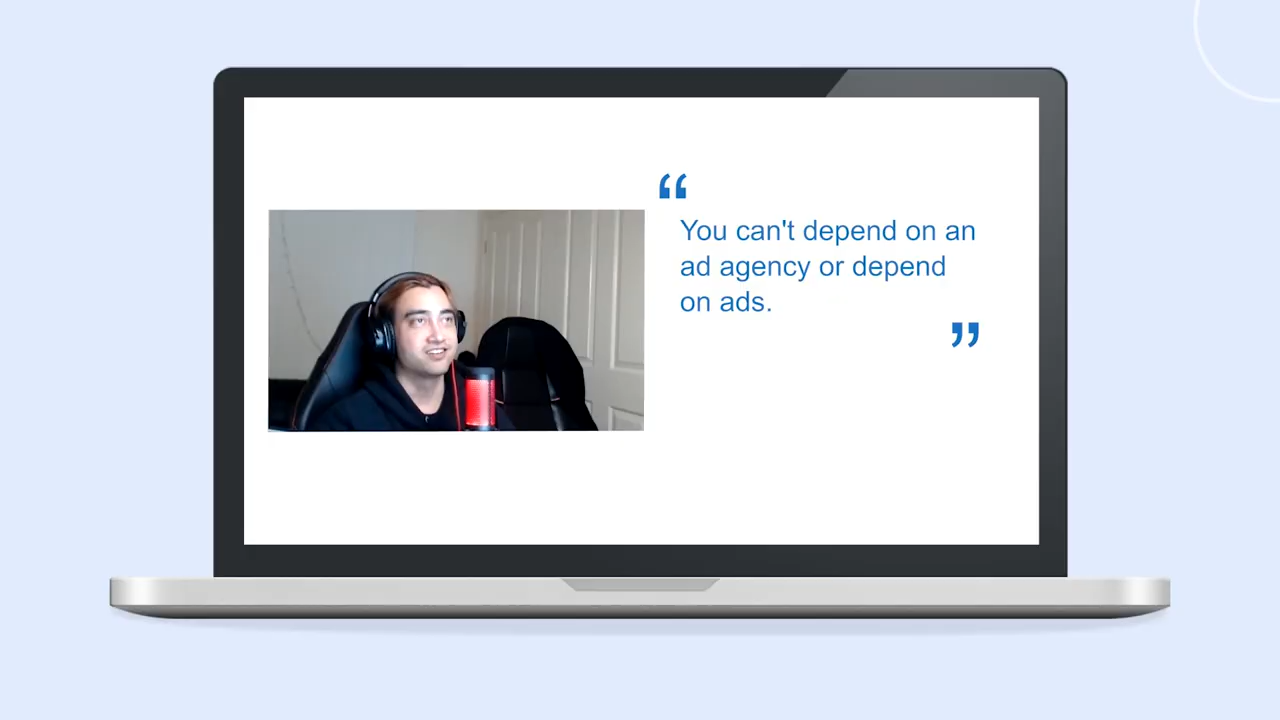 “
You can't depend on an
ad agency or depend
on ads.
”